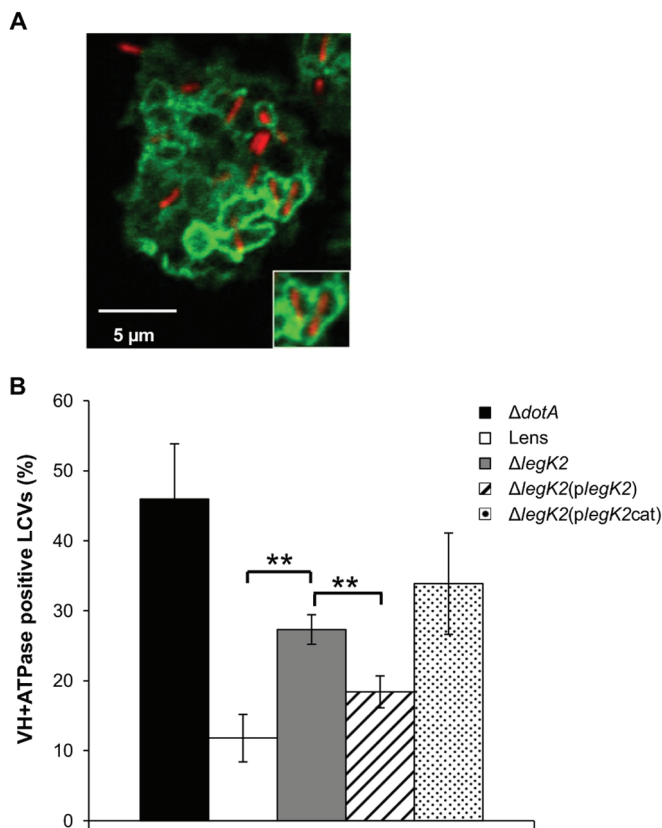 A
5 µm
B
VH+ATPase positive LCVs (%)
60
50
40
30
20
10
0
**
**
ΔdotA
Lens
ΔlegK2
ΔlegK2(plegK2)
ΔlegK2(plegK2cat)